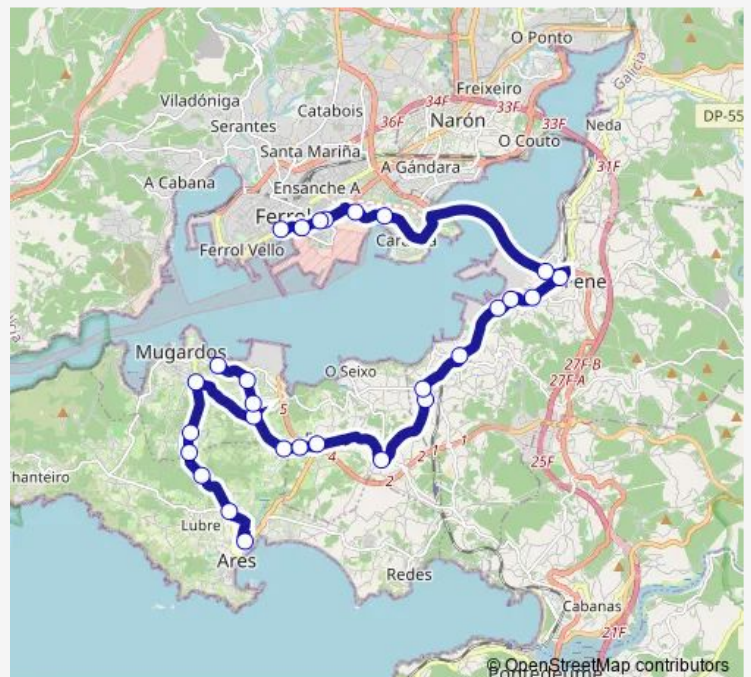 O Ponto
Galicia
Freixeiro
Viladóniga
Catabois
34F
33F
36F
Narón
33F
Neda
DP-55
Serantes
O Couto
Santa Mariña
A Gándara
31F
A Cabana
Ensanche A
Ferrol
Ferrol Vello
Fene
Mugardos
O Seixo
27F-B
27F-A
5
4
2
2
1
1
25F
hanteiro
Lubre
Ares
Redes
Cabanas
21F
© OpenStreetMap contributors
Pontedeume